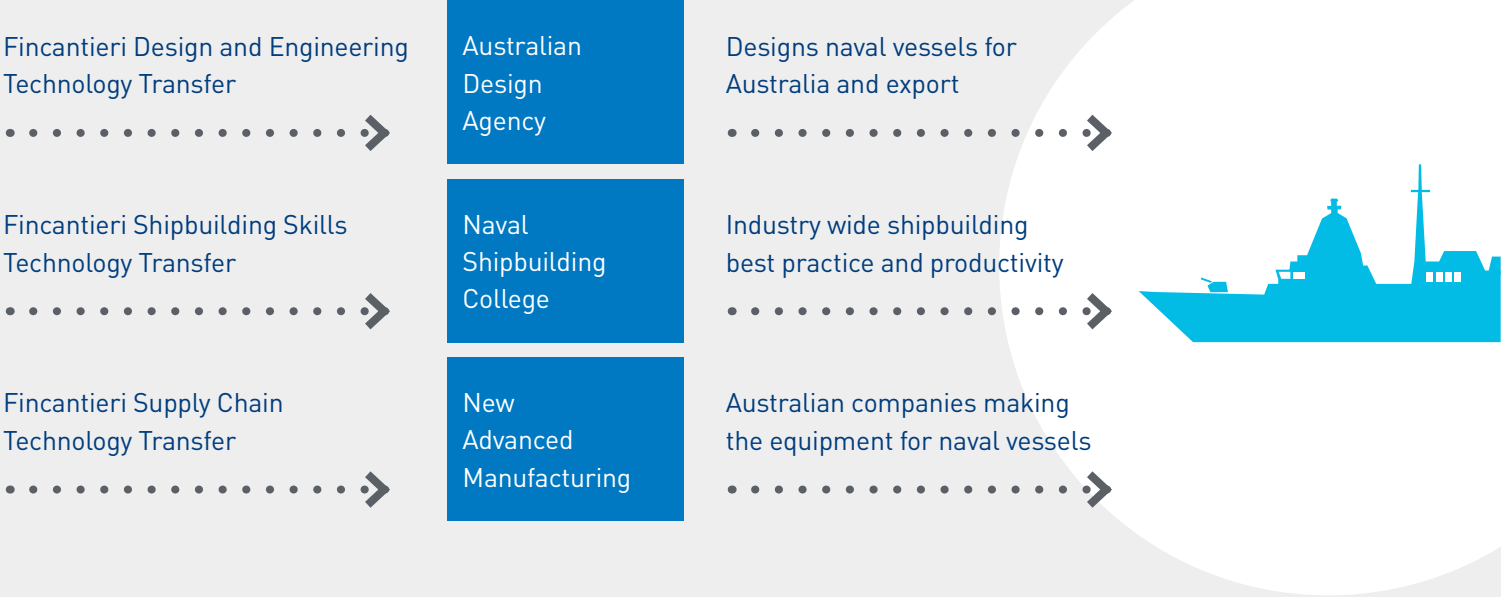 Fincantieri Design and Engineering
Technology Transfer
Australian
Design
Agency
Designs naval vessels for
Australia and export
Fincantieri Shipbuilding Skills
Technology Transfer
Naval
Shipbuilding
College
Industry wide shipbuilding
best practice and productivity
Fincantieri Supply Chain
Technology Transfer
New
Advanced
Manufacturing
Australian companies making
the equipment for naval vessels